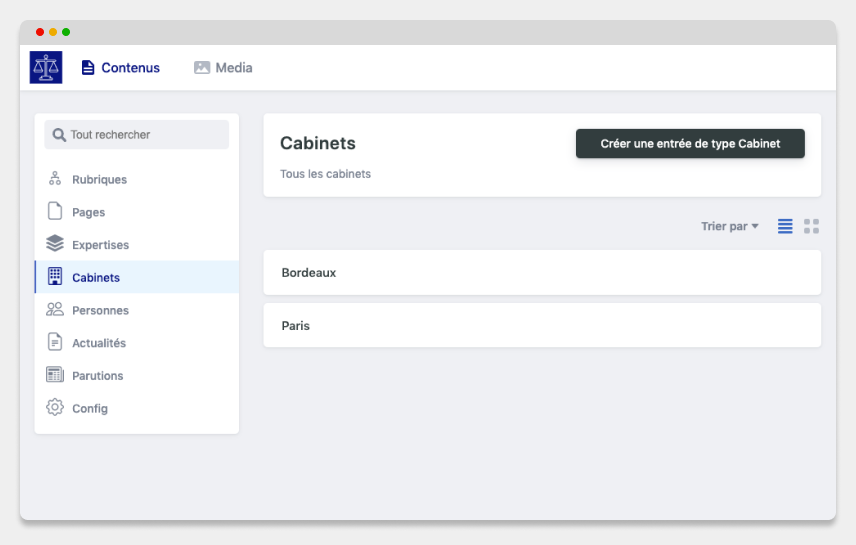 Contenus
Media
Tout rechercher
Rubriques
Pages
Expertises
Cabinets
Personnes
Actualités
Parutions
Config
Cabinets
Créer une entrée de type Cabinet
Tous les cabinets
Trier par
Bordeaux
Paris